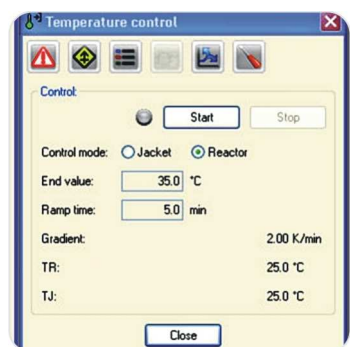 Temperature control
Control:
Start Stop
Control mode: Jacket Reactor
End value: 35.0 °C
Ramp time: 5.0 min
Gradient: 2.00 K/min
TR: 25.0 °C
TJ: 25.0 °C
Close